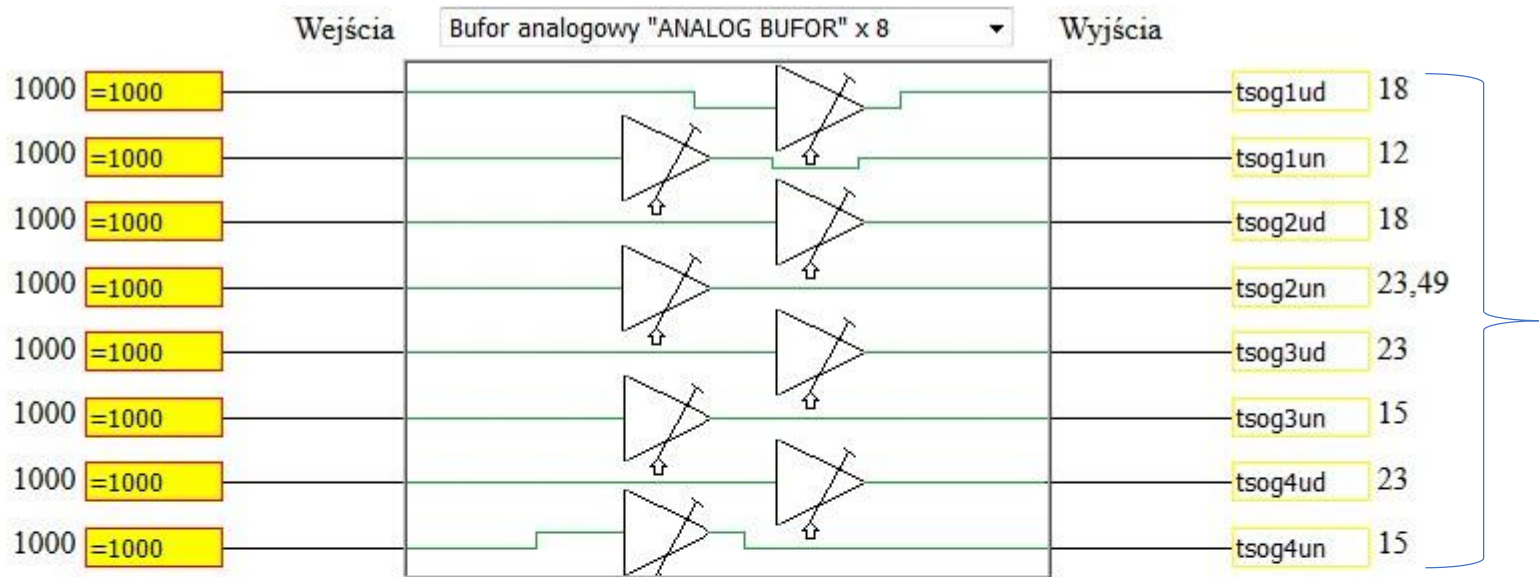 Wejścia Bufor analogowy "ANALOG BUFOR" x 8 Wyjścia
1000 =1000 tsog1ud 18
1000 =1000 tsog1un 12
1000 =1000 tsog2ud 18
1000 =1000 tsog2un 23,49
1000 =1000 tsog3ud 23
1000 =1000 tsog3un 15
1000 =1000 tsog4ud 23
1000 =1000 tsog4un 15